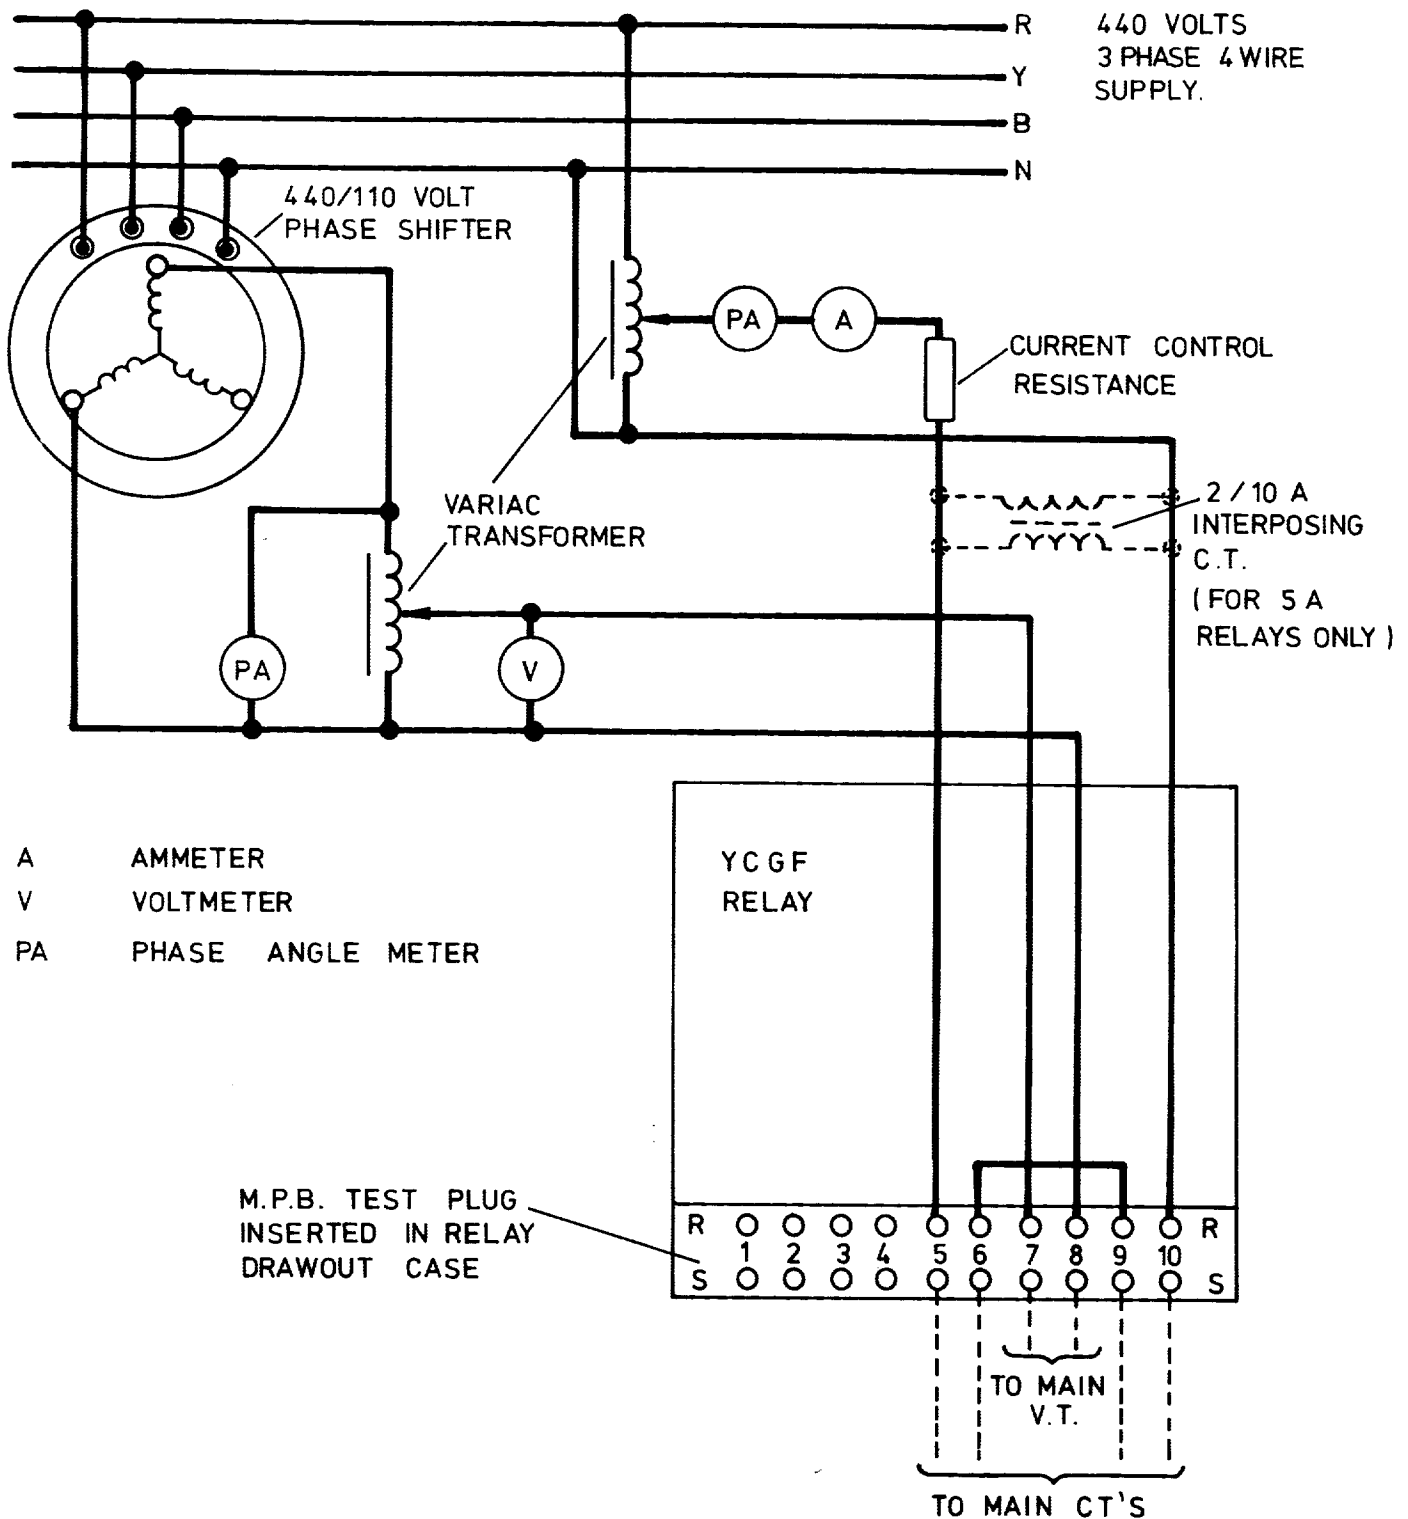 R 440 VOLTS
3 PHASE 4 WIRE
Y
SUPPLY.
B
N
440/110 VOLT
PHASE SHIFTER
PA A
CURRENT CONTROL
RESISTANCE
VARIAC
TRANSFORMER
2/10 A
INTERPOSING
C.T.
(FOR 5 A
RELAYS ONLY)
PA V
A AMMETER
V VOLTMETER
PA PHASE ANGLE METER
YCGF
RELAY
M.P.B. TEST PLUG
INSERTED IN RELAY
DRAWOUT CASE
R R
1 2 3 4 5 6 7 8 9 10
S S
TO MAIN
V.T.
TO MAIN CT'S